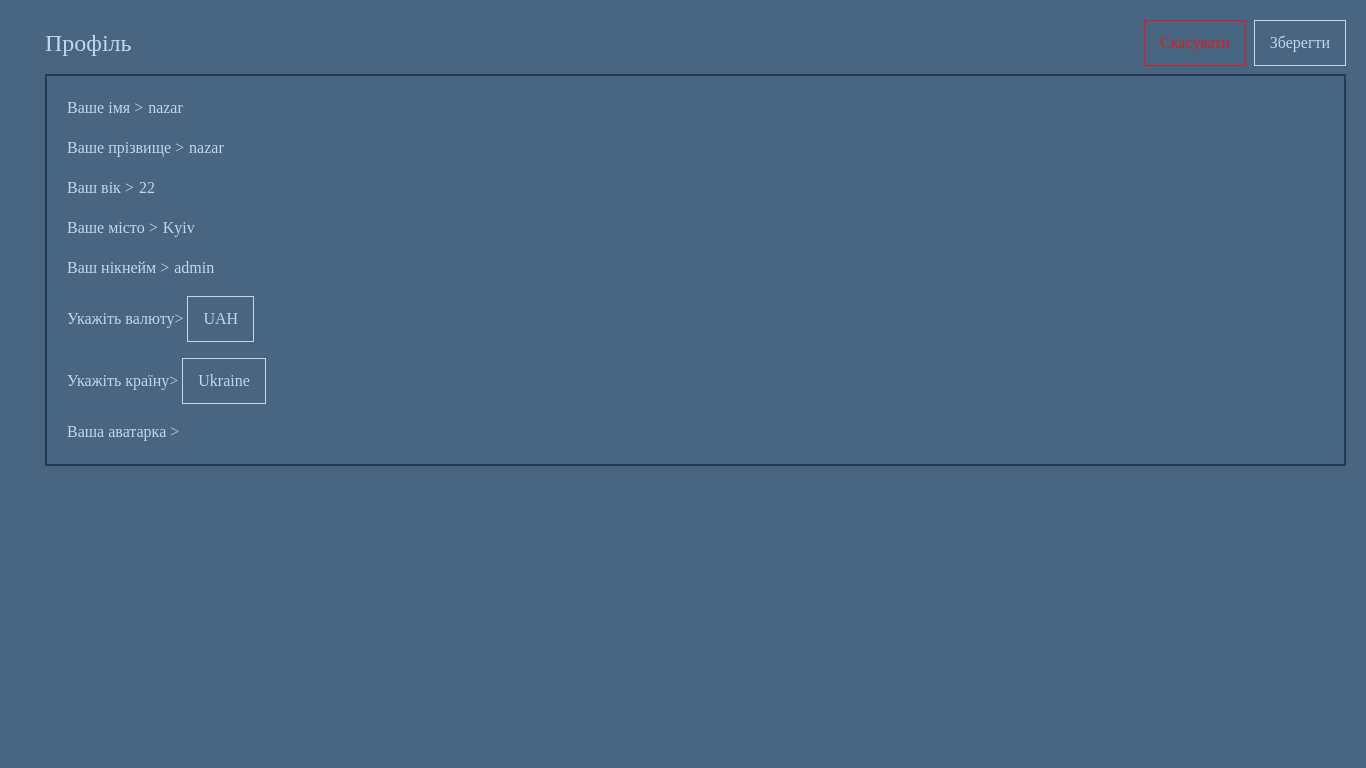 Профіль
Скасувати
Зберегти
Ваше імя > nazar
Ваше прізвище > nazar
Ваш вік > 22
Ваше місто > Kyiv
Ваш нікнейм > admin
Укажіть валюту> UAH
Укажіть країну> Ukraine
Ваша аватарка >